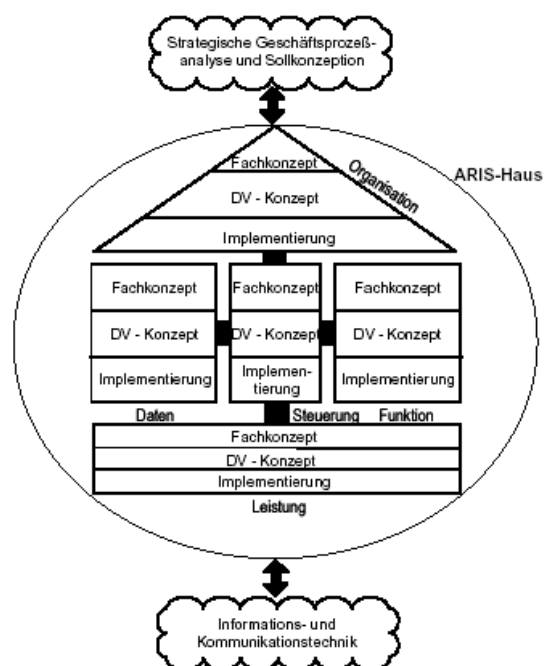 Strategische Geschäftsprozeß-
analyse und Sollkonzeption
ARIS-Haus
Organisation
Fachkonzept
DV - Konzept
Implementierung
Fachkonzept
DV - Konzept
Implementierung
Daten
Fachkonzept
DV - Konzept
Implemen-
tierung
Steuerung
Fachkonzept
DV - Konzept
Implementierung
Funktion
Fachkonzept
DV - Konzept
Implementierung
Leistung
Informations- und
Kommunikationstechnik